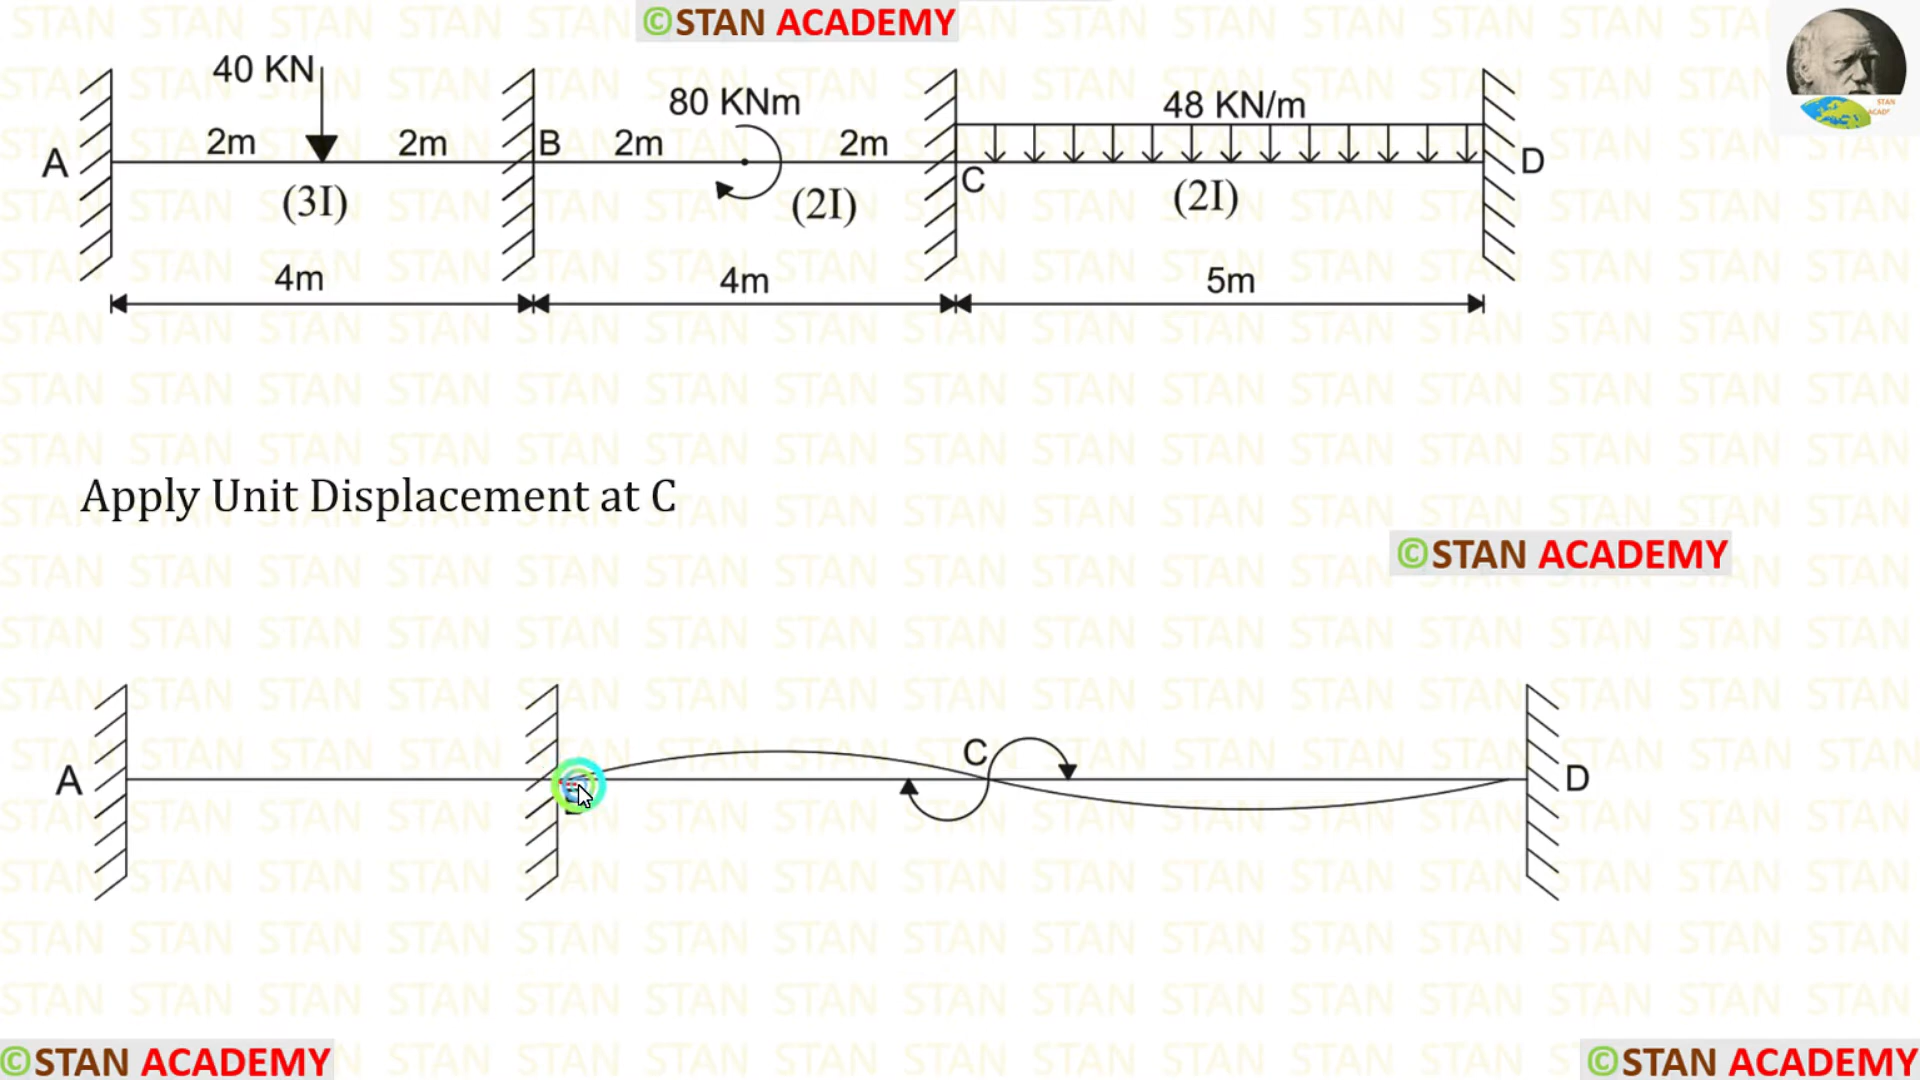 ©STAN ACADEMY
40 KN
80 KNm
48 KN/m
A 2m 2m B 2m 2m C D
(3I) (2I) (2I)
4m 4m 5m
Apply Unit Displacement at C
©STAN ACADEMY
A C D
©STAN ACADEMY ©STAN ACADEMY